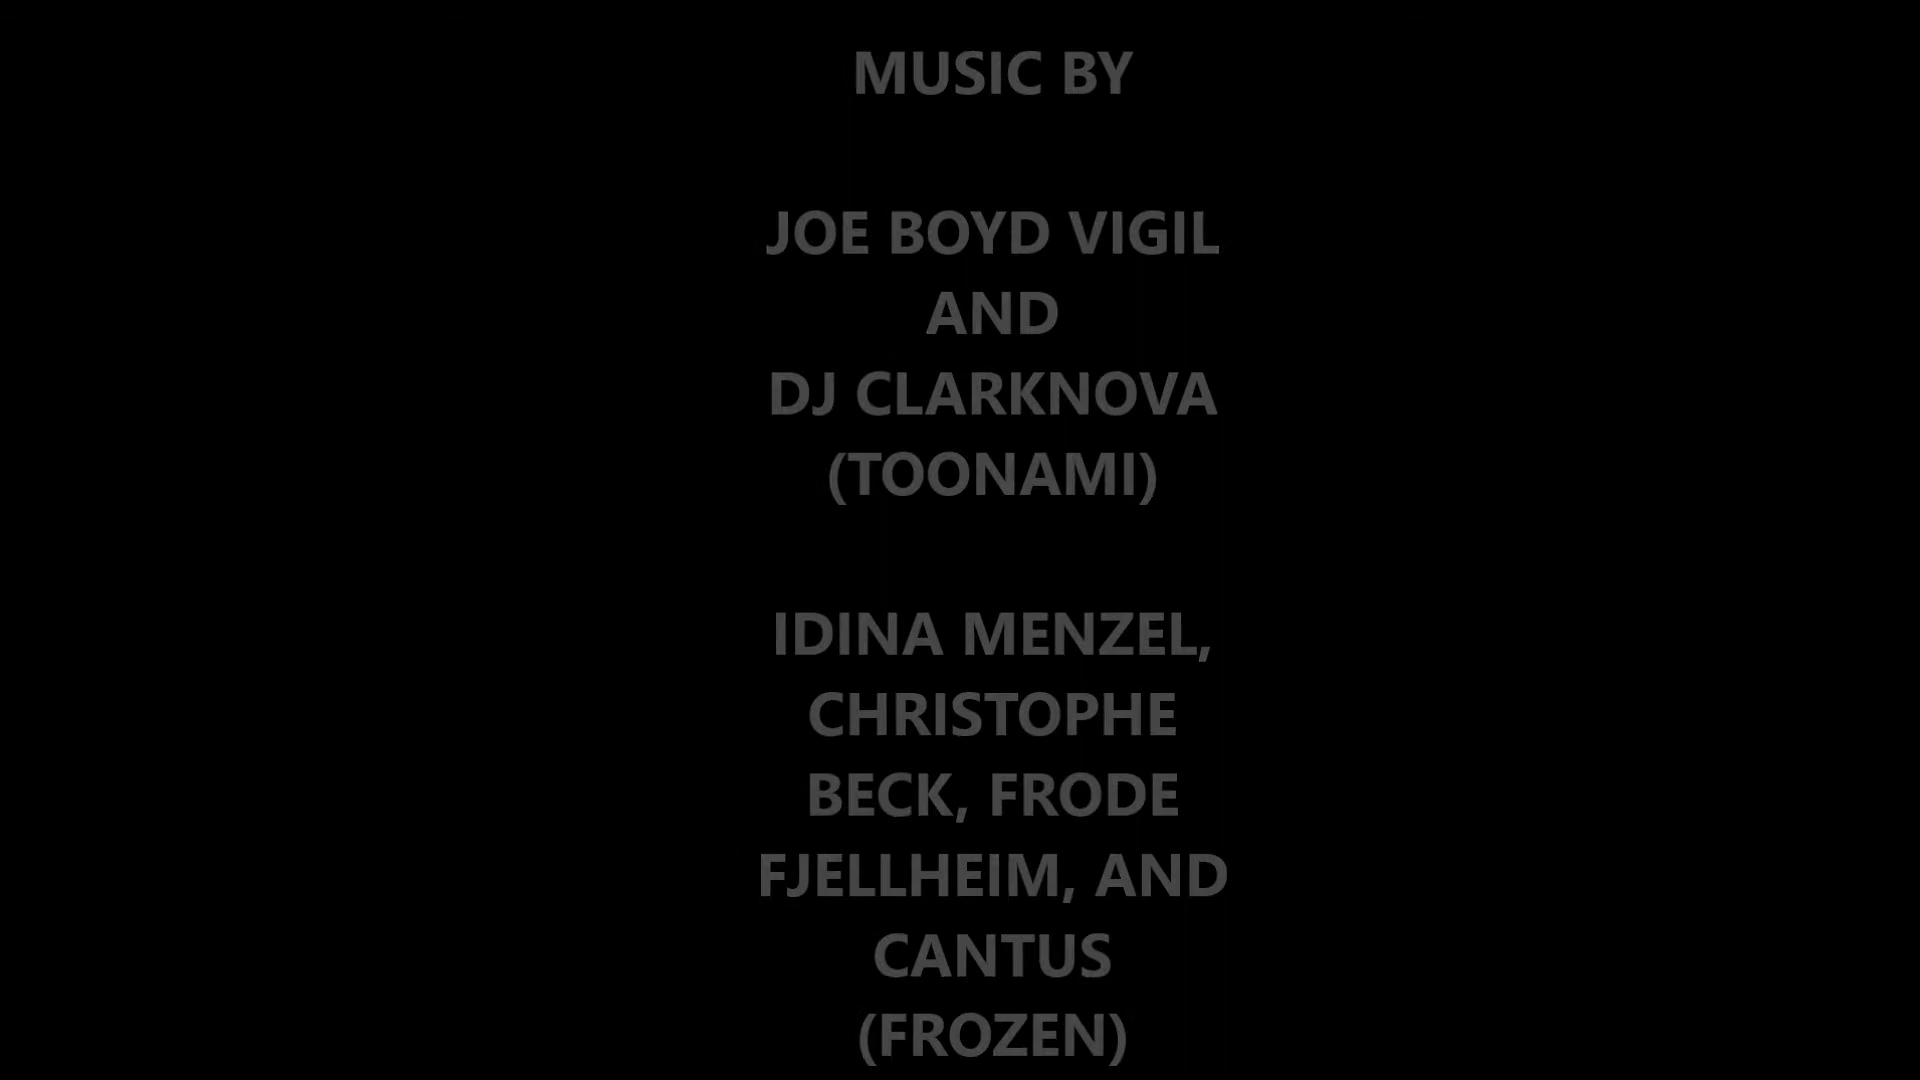 MUSIC BY
JOE BOYD VIGIL
AND
DJ CLARKNOVA
(TOONAMI)
IDINA MENZEL,
CHRISTOPHE
BECK, FRODE
FJELLHEIM, AND
CANTUS
(FROZEN)